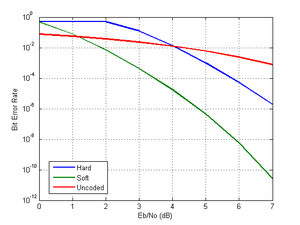 10^0
10^-2
10^-4
10^-6
10^-8
10^-10
10^-12
Bit Error Rate
Hard
Soft
Uncoded
0 1 2 3 4 5 6 7
Eb/No (dB)